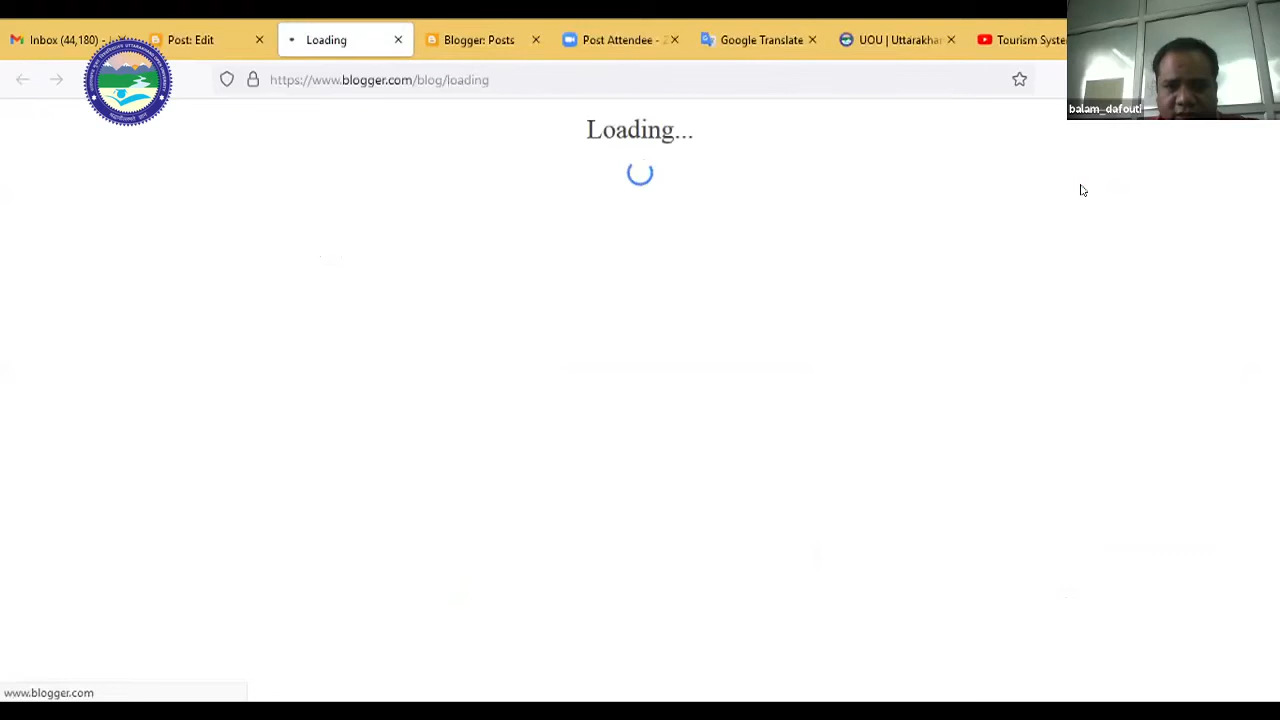 Inbox (44,180) - j
Post: Edit
Loading
Blogger: Posts
Post Attendee - Z
Google Translate
UOU | Uttarakhan
Tourism Syste
https://www.blogger.com/blog/loading
balam_dafouti
Loading...
www.blogger.com